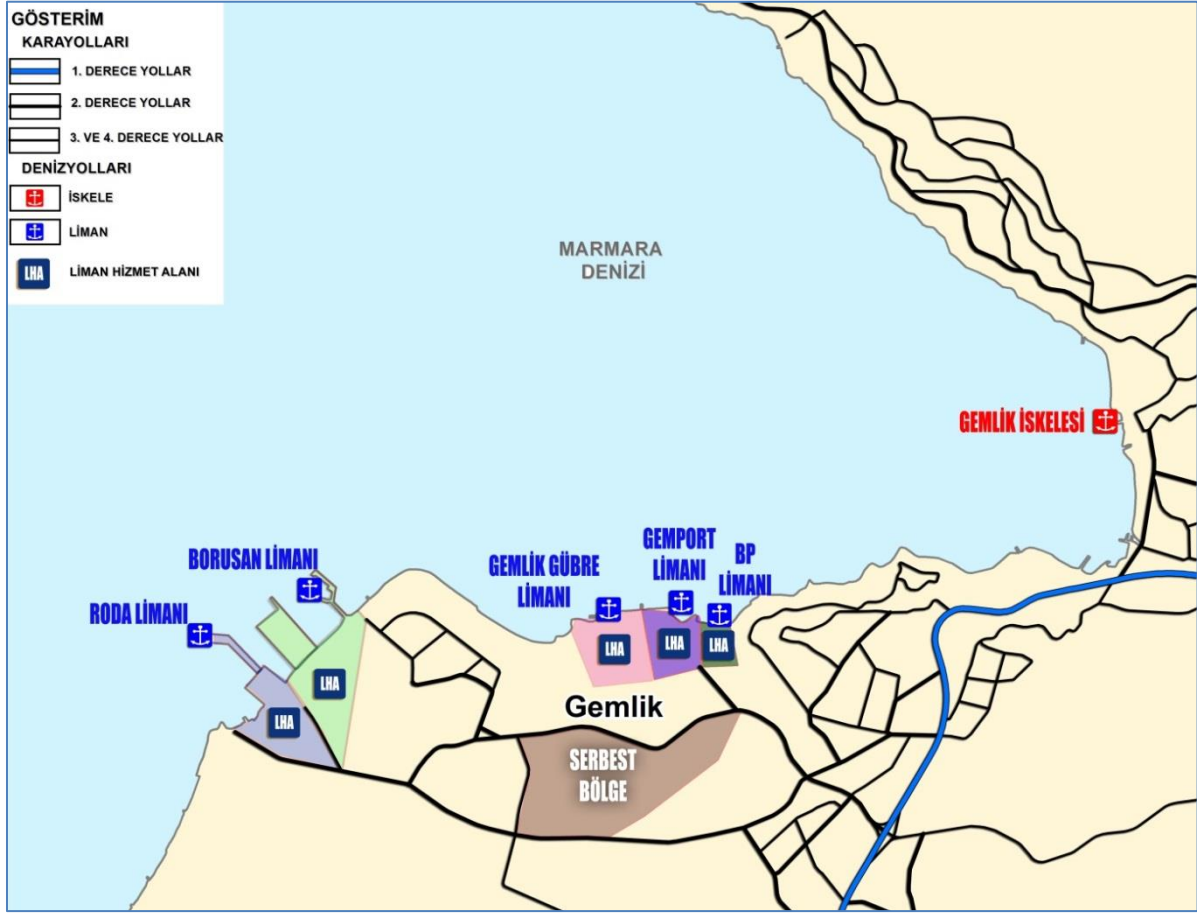 GÖSTERİM
KARAYOLLARI
1. DERECE YOLLAR
2. DERECE YOLLAR
3. VE 4. DERECE YOLLAR
DENİZYOLLARI
İSKELE
LİMAN
LHA
LİMAN HİZMET ALANI
MARMARA
DENİZİ
GEMLİK İSKELESİ
BORUSAN LİMANI
RODA LİMANI
GEMLİK GÜBRE
LİMANI
GEMPORT
LİMANI
BP
LİMANI
LHA
LHA
LHA
LHA
LHA
Gemlik
SERBEST
BÖLGE